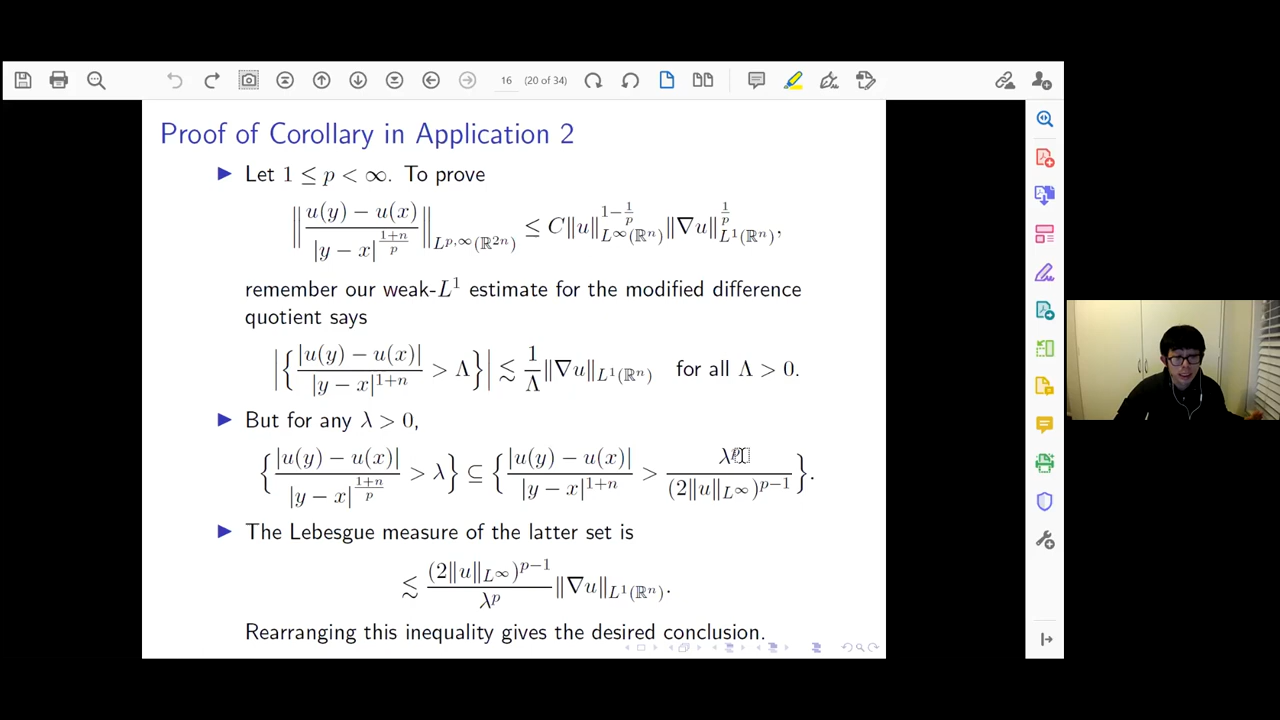 16 (20 of 34)
Proof of Corollary in Application 2
▶ Let 1 ≤ p < ∞. To prove
‖ (u(y) − u(x)) / |y − x|^{(1+n)/p} ‖_{L^{p,∞}(ℝ^{2n})} ≤ C‖u‖_{L^∞(ℝ^n)}^{1−1/p} ‖∇u‖_{L^1(ℝ^n)}^{1/p},
remember our weak-L^1 estimate for the modified difference
quotient says
|{ |u(y) − u(x)| / |y − x|^{1+n} > Λ }| ≲ (1/Λ) ‖∇u‖_{L^1(ℝ^n)} for all Λ > 0.
▶ But for any λ > 0,
{ |u(y) − u(x)| / |y − x|^{(1+n)/p} > λ } ⊆ { |u(y) − u(x)| / |y − x|^{1+n} > λ^p / (2‖u‖_{L^∞})^{p−1} }.
▶ The Lebesgue measure of the latter set is
≲ (2‖u‖_{L^∞})^{p−1} / λ^p ‖∇u‖_{L^1(ℝ^n)}.
Rearranging this inequality gives the desired conclusion.